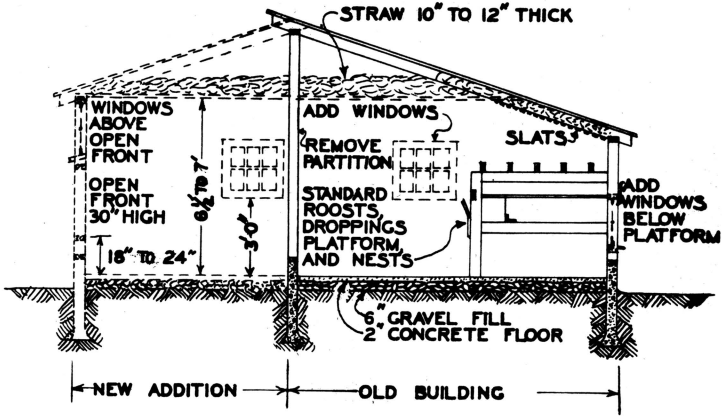 STRAW 10" TO 12" THICK
WINDOWS
ABOVE
OPEN
FRONT
ADD WINDOWS
REMOVE
PARTITION
SLATS
OPEN
FRONT
30" HIGH
6½' TO 7'
3'-0"
STANDARD
ROOSTS,
DROPPINGS
PLATFORM,
AND NESTS
ADD
WINDOWS
BELOW
PLATFORM
18" TO 24"
6" GRAVEL FILL
2" CONCRETE FLOOR
NEW ADDITION
OLD BUILDING